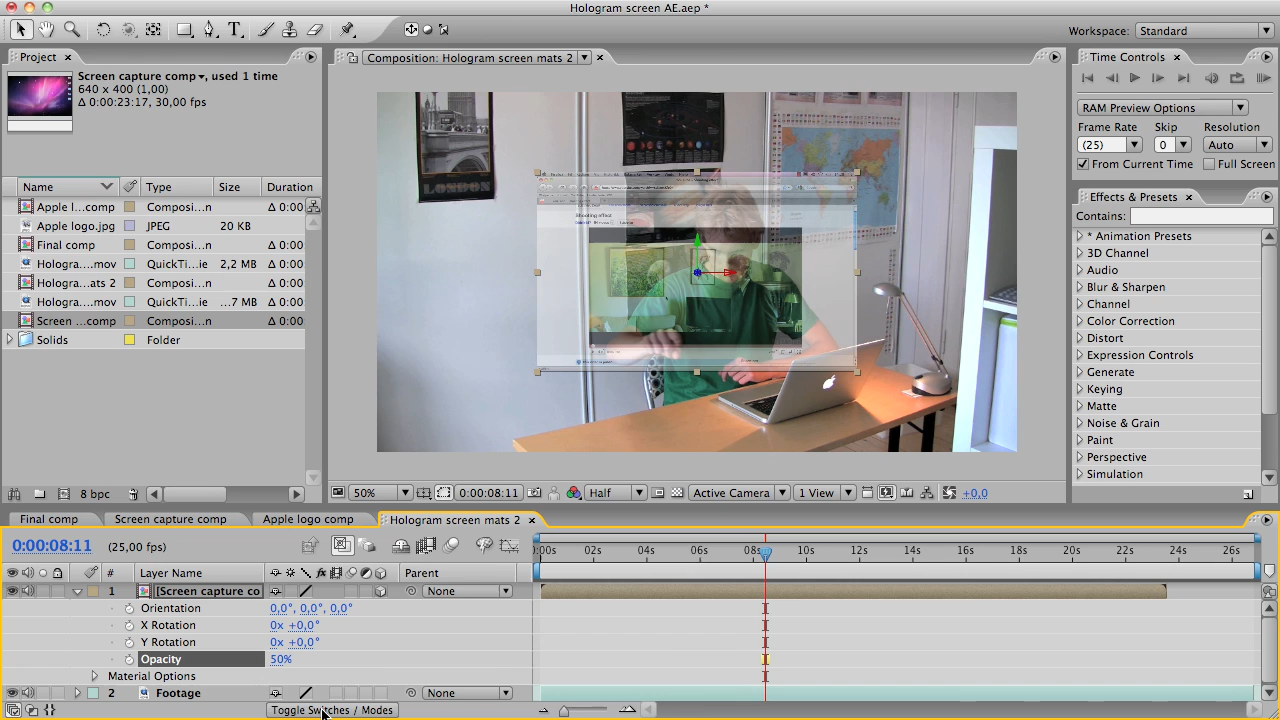 Hologram screen AE.aep *
Workspace: Standard
Project
Screen capture comp, used 1 time
640 x 400 (1,00)
Δ 0:00:23:17, 30,00 fps
Name Type Size Duration
Apple l...comp Composi...n Δ 0:00
Apple logo.jpg JPEG 20 KB
Final comp Composi...n Δ 0:00
Hologra....mov QuickTi...ie 2,2 MB Δ 0:00
Hologra...ats 2 Composi...n Δ 0:00
Hologra....mov QuickTi...ie ...7 MB Δ 0:00
Screen ...comp Composi...n Δ 0:00
Solids Folder
8 bpc
Composition: Hologram screen mats 2
LONDON
Shooting effect
50% 0:00:08:11 Half Active Camera 1 View +0,0
Time Controls
RAM Preview Options
Frame Rate Skip Resolution
(25) 0 Auto
From Current Time Full Screen
Effects & Presets
Contains:
* Animation Presets
3D Channel
Audio
Blur & Sharpen
Channel
Color Correction
Distort
Expression Controls
Generate
Keying
Matte
Noise & Grain
Paint
Perspective
Simulation
Final comp Screen capture comp Apple logo comp Hologram screen mats 2
0:00:08:11 (25,00 fps)
:00s 02s 04s 06s 08s 10s 12s 14s 16s 18s 20s 22s 24s 26s
# Layer Name Parent
1 [Screen capture co None
Orientation 0,0°, 0,0°, 0,0°
X Rotation 0x +0,0°
Y Rotation 0x +0,0°
Opacity 50%
Material Options
2 Footage None
Toggle Switches / Modes